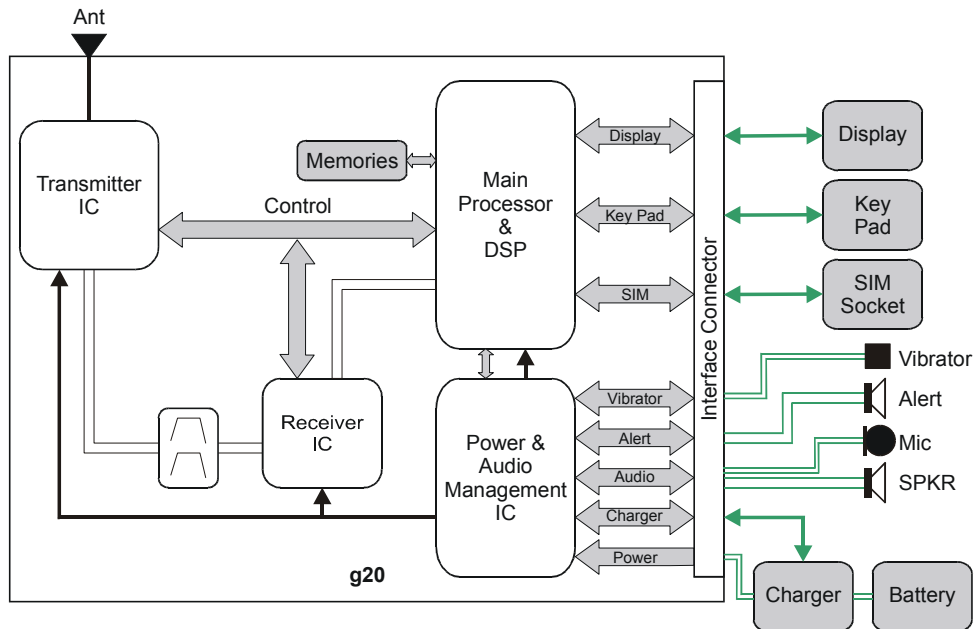 Ant
Transmitter
IC
Memories
Control
Main
Processor
&
DSP
Display
Key Pad
SIM
Interface Connector
Display
Key
Pad
SIM
Socket
Receiver
IC
Power &
Audio
Management
IC
Vibrator
Alert
Audio
Charger
Power
Vibrator
Alert
Mic
SPKR
g20
Charger
Battery